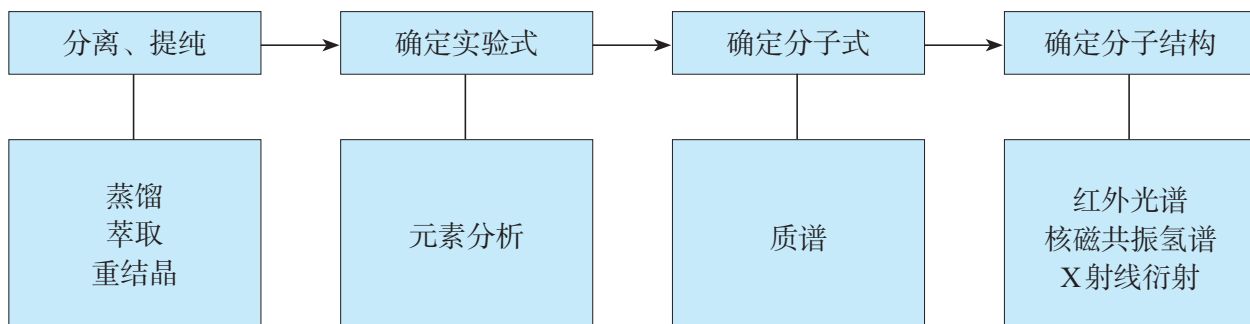 分离、提纯
确定实验式
确定分子式
确定分子结构
蒸馏
萃取
重结晶
元素分析
质谱
红外光谱
核磁共振氢谱
X射线衍射